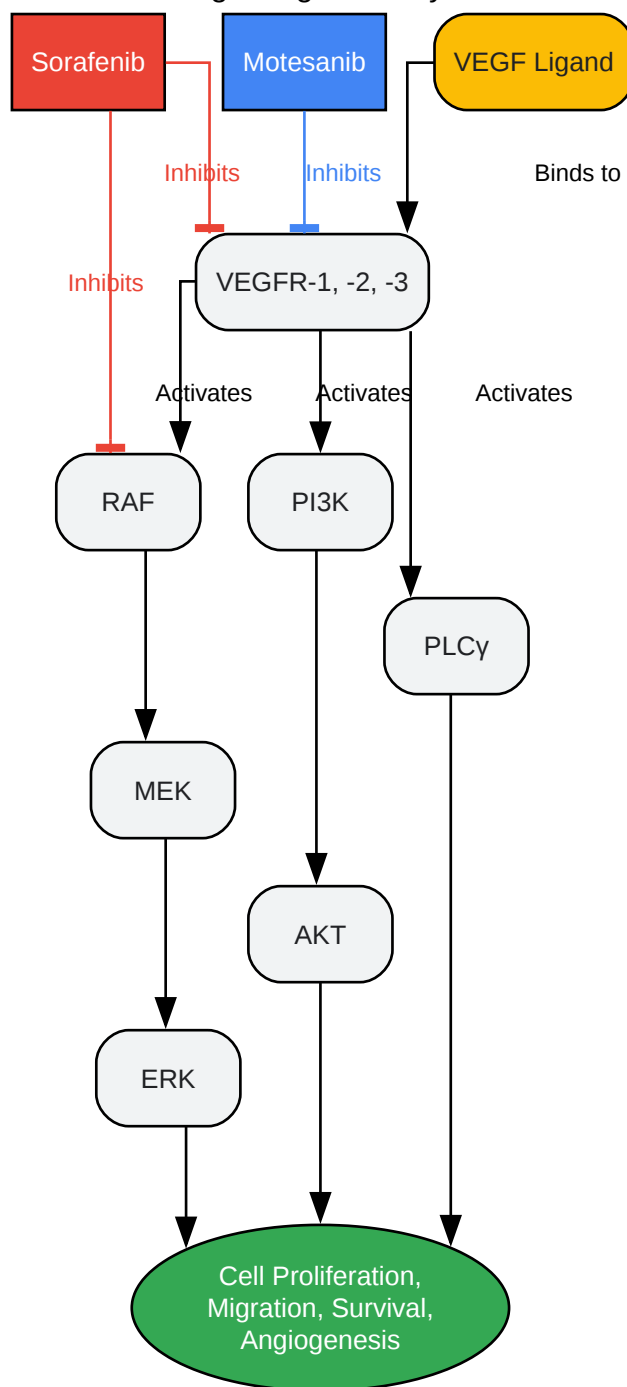 Sorafenib
Motesanib
VEGF Ligand
Inhibits
Inhibits
Binds to
Inhibits
VEGFR-1, -2, -3
Activates
Activates
Activates
RAF
PI3K
PLCγ
MEK
AKT
ERK
Cell Proliferation,
Migration, Survival,
Angiogenesis